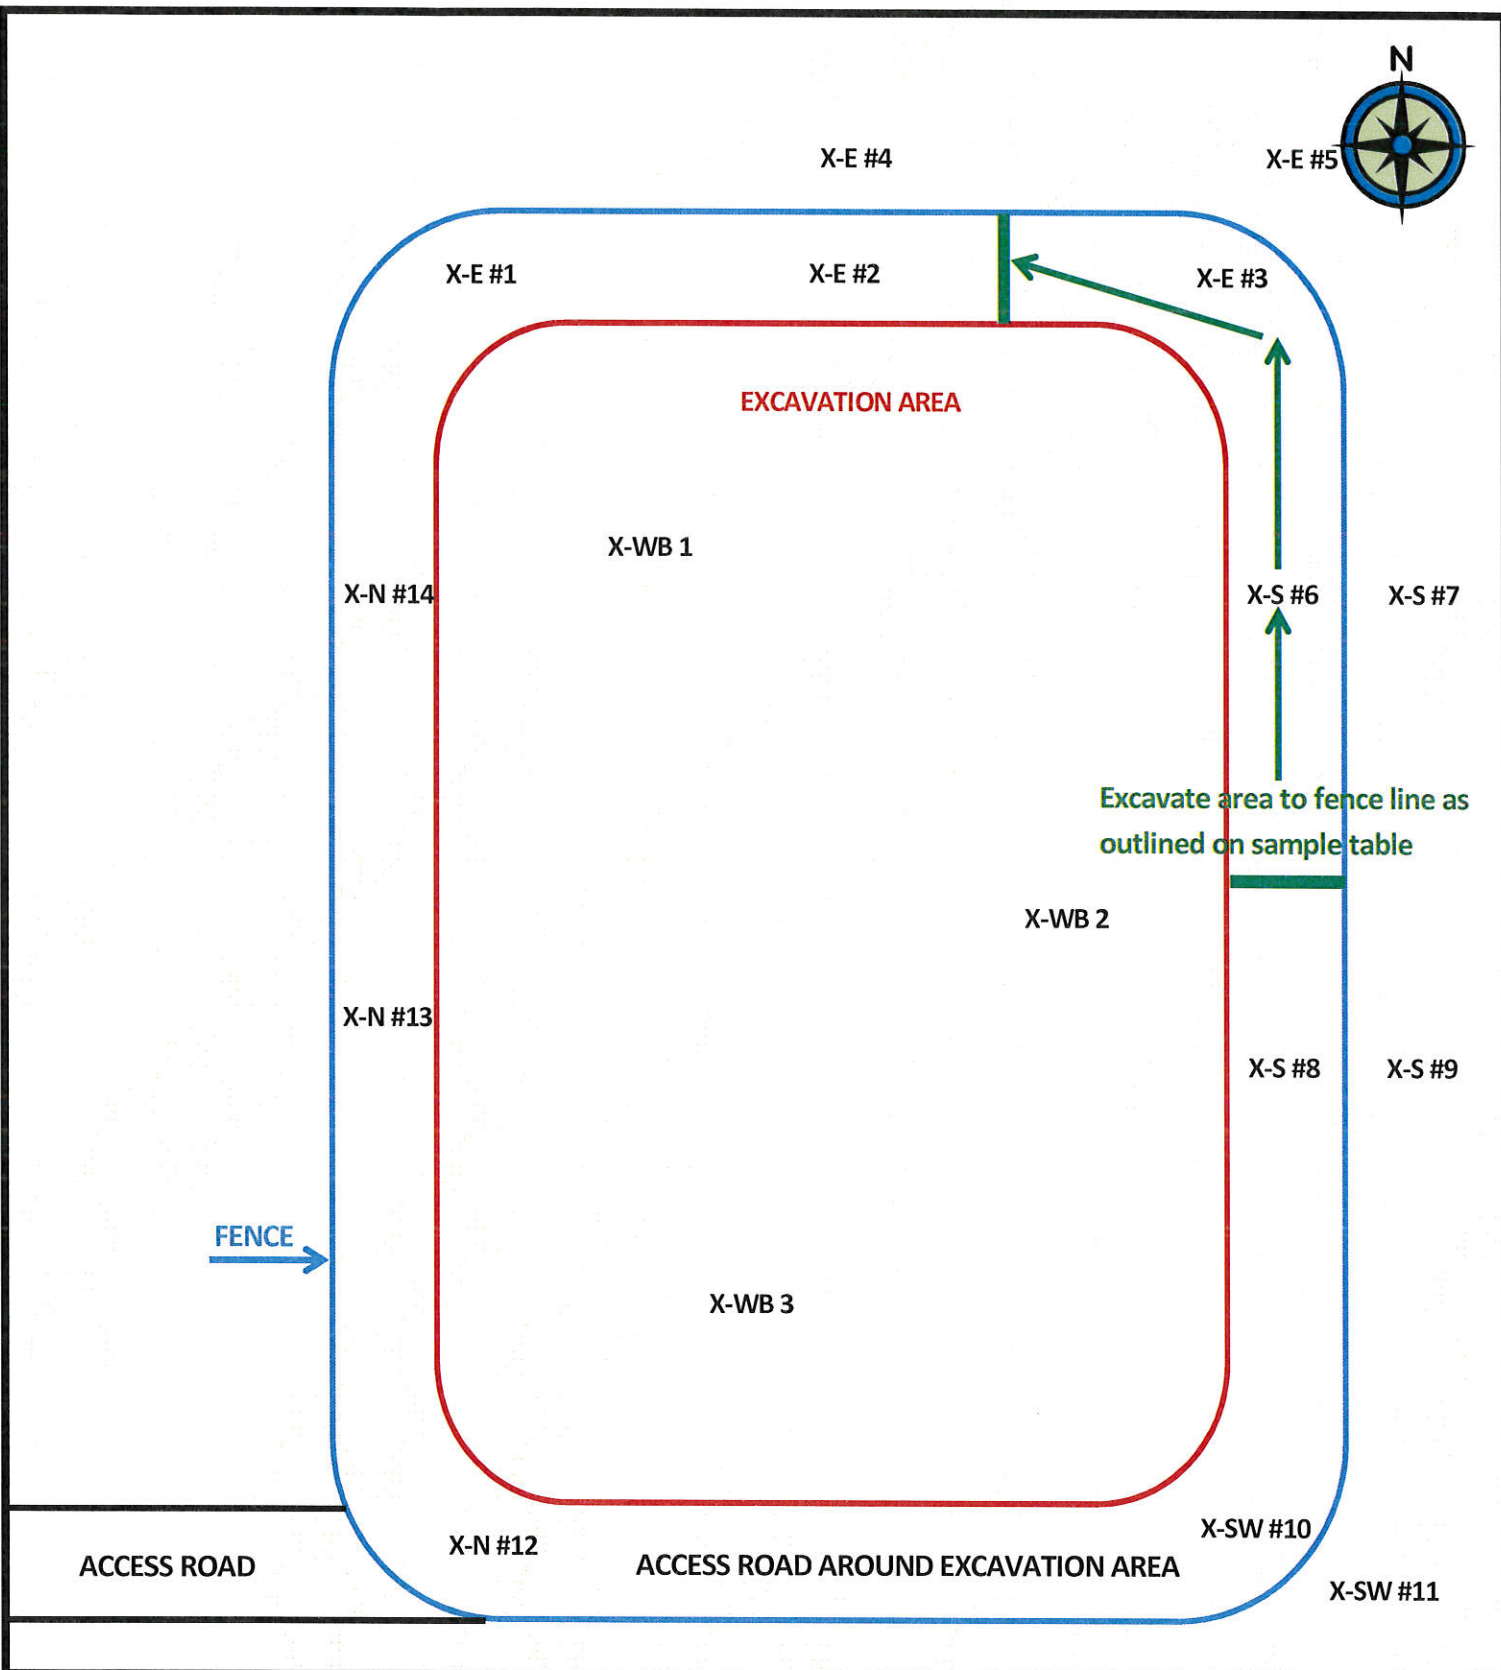 N
X-E #4
X-E #5
X-E #1
X-E #2
X-E #3
EXCAVATION AREA
X-WB 1
X-N #14
X-S #6
X-S #7
Excavate area to fence line as
outlined on sample table
X-WB 2
X-N #13
X-S #8
X-S #9
FENCE
X-WB 3
X-SW #10
X-N #12
ACCESS ROAD
ACCESS ROAD AROUND EXCAVATION AREA
X-SW #11